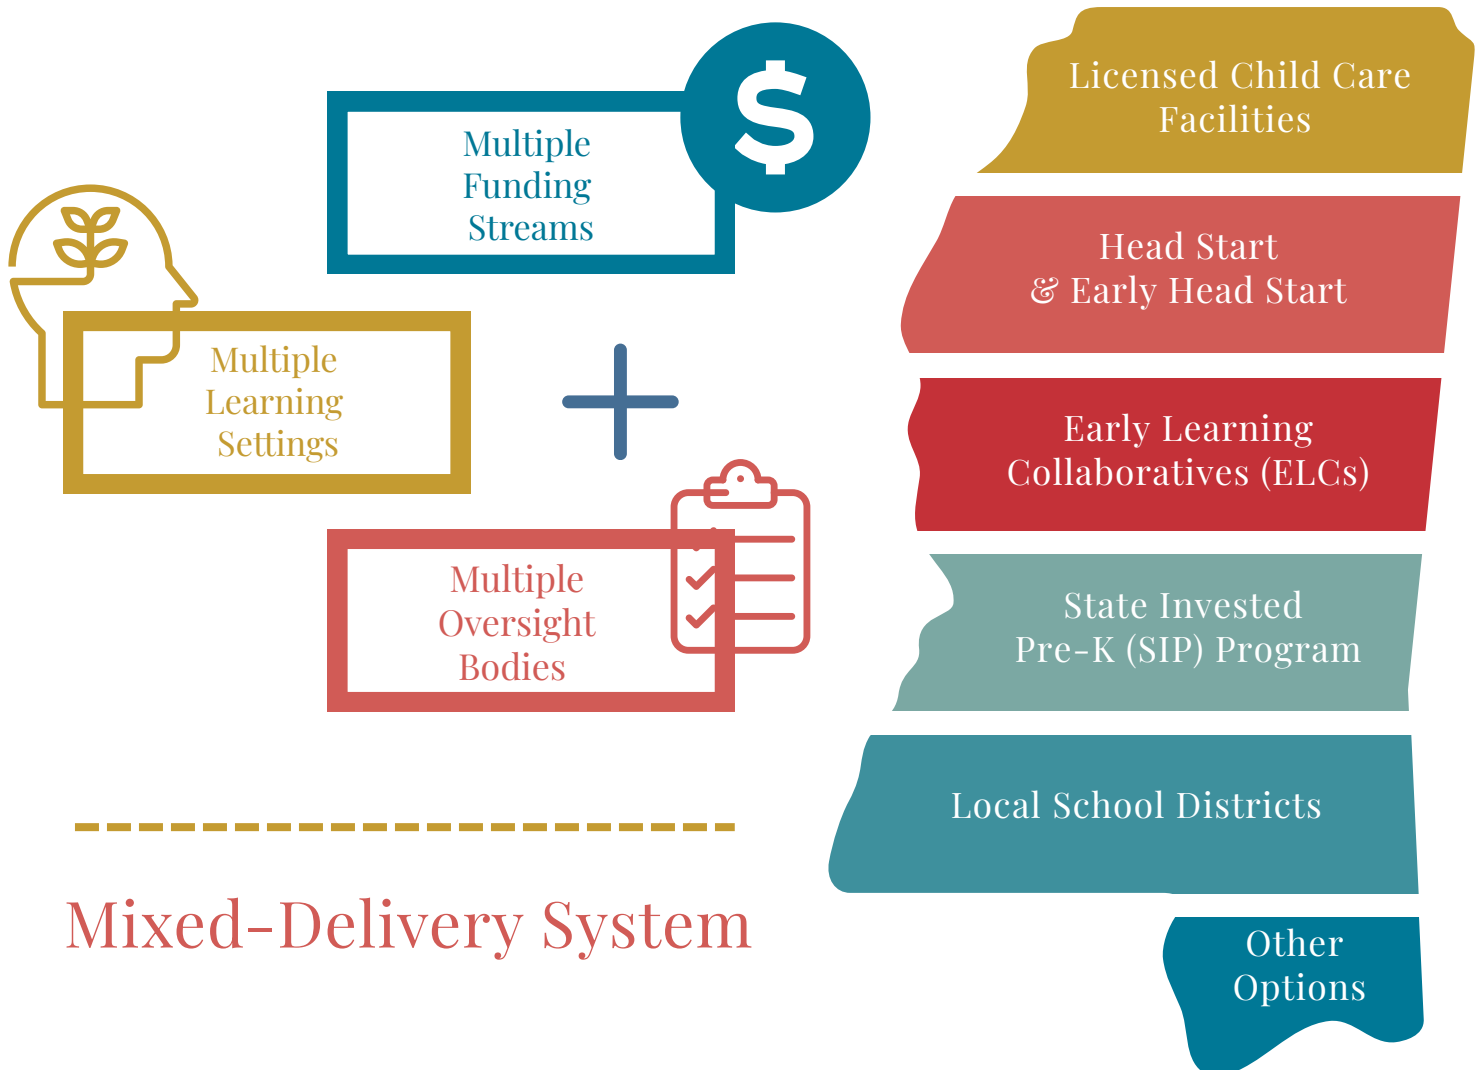 Multiple
Funding
Streams
$
Multiple
Learning
Settings
Multiple
Oversight
Bodies
Mixed-Delivery System
Licensed Child Care
Facilities
Head Start
& Early Head Start
Early Learning
Collaboratives (ELCs)
State Invested
Pre-K (SIP) Program
Local School Districts
Other
Options